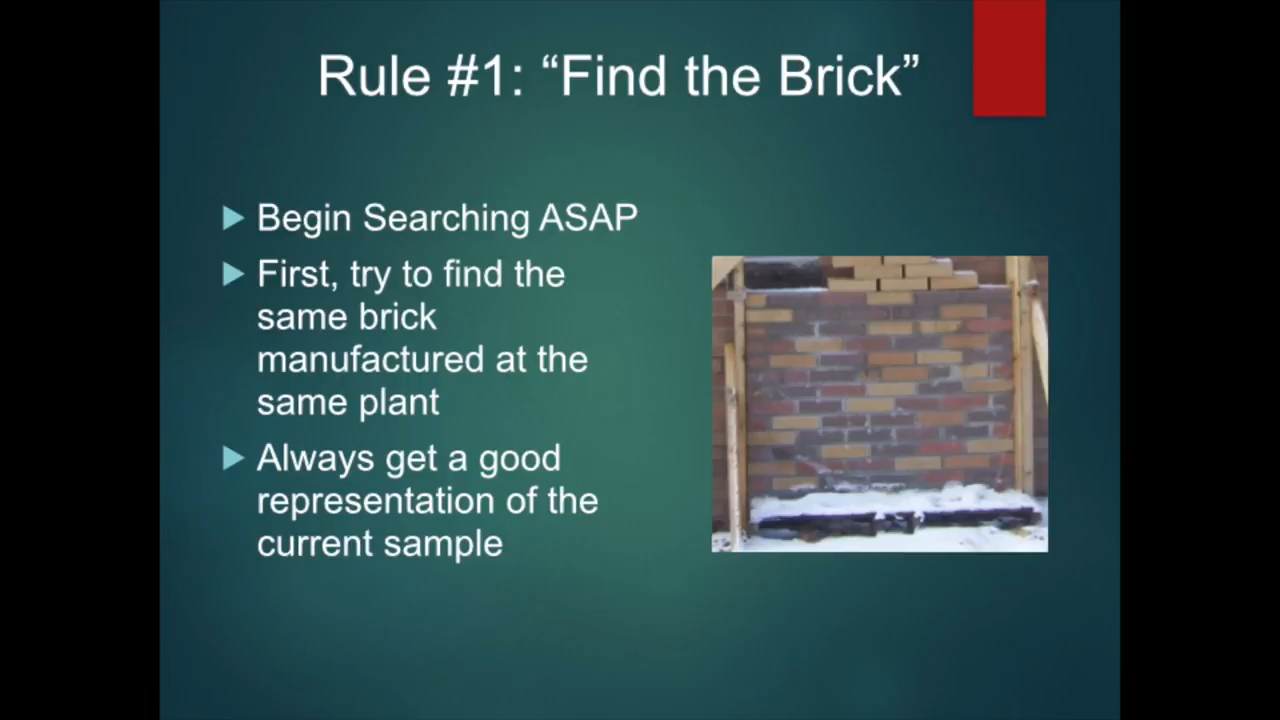 Rule #1: “Find the Brick”
Begin Searching ASAP
First, try to find the
same brick
manufactured at the
same plant
Always get a good
representation of the
current sample